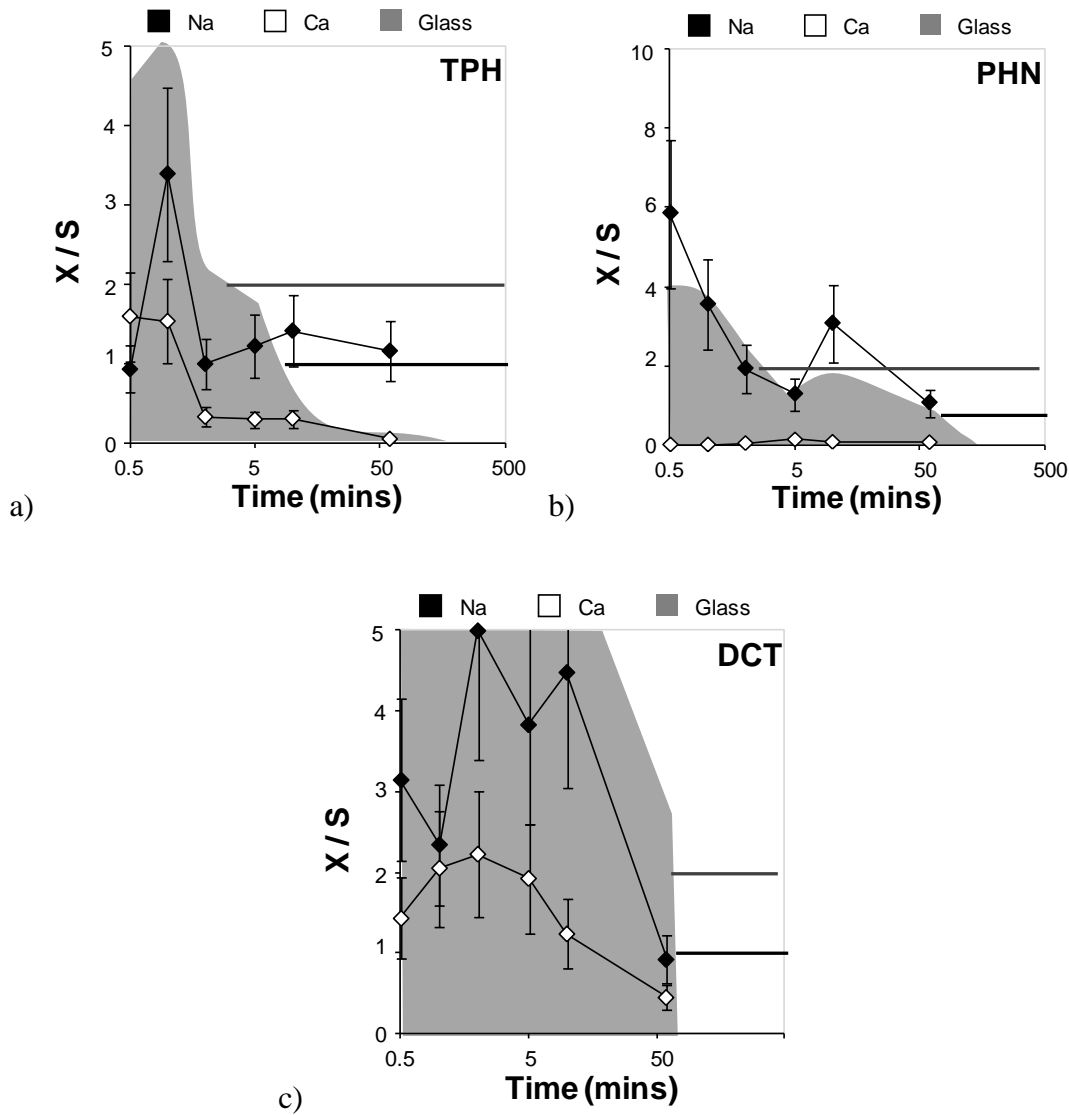 Na Ca Glass
TPH
X / S
5
4
3
2
1
0
0.5 5 50 500
Time (mins)
a)
Na Ca Glass
PHN
X / S
10
8
6
4
2
0
0.5 5 50 500
Time (mins)
b)
Na Ca Glass
DCT
X / S
5
4
3
2
1
0
0.5 5 50
Time (mins)
c)